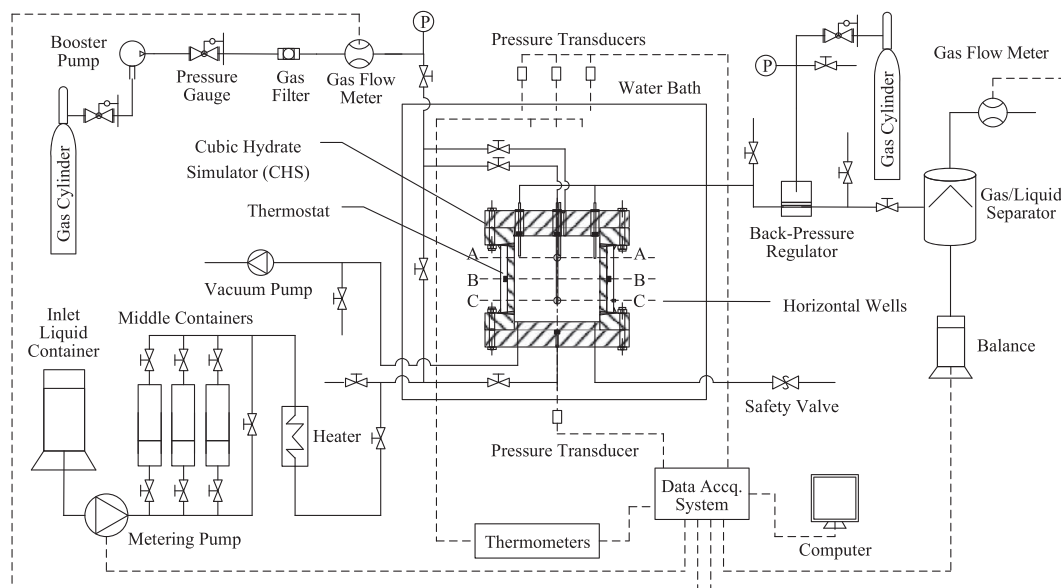 P
Booster
Pump
Pressure
Gauge
Gas
Filter
Gas Flow
Meter
Pressure Transducers
Water Bath
P
Gas Cylinder
Gas Flow Meter
Gas Cylinder
Cubic Hydrate
Simulator (CHS)
Thermostat
Gas/Liquid
Separator
Back-Pressure
Regulator
A
A
B
B
C
C
Vacuum Pump
Horizontal Wells
Inlet
Liquid
Container
Middle Containers
Balance
Safety Valve
Heater
Pressure Transducer
Data Accq.
System
Metering Pump
Thermometers
Computer